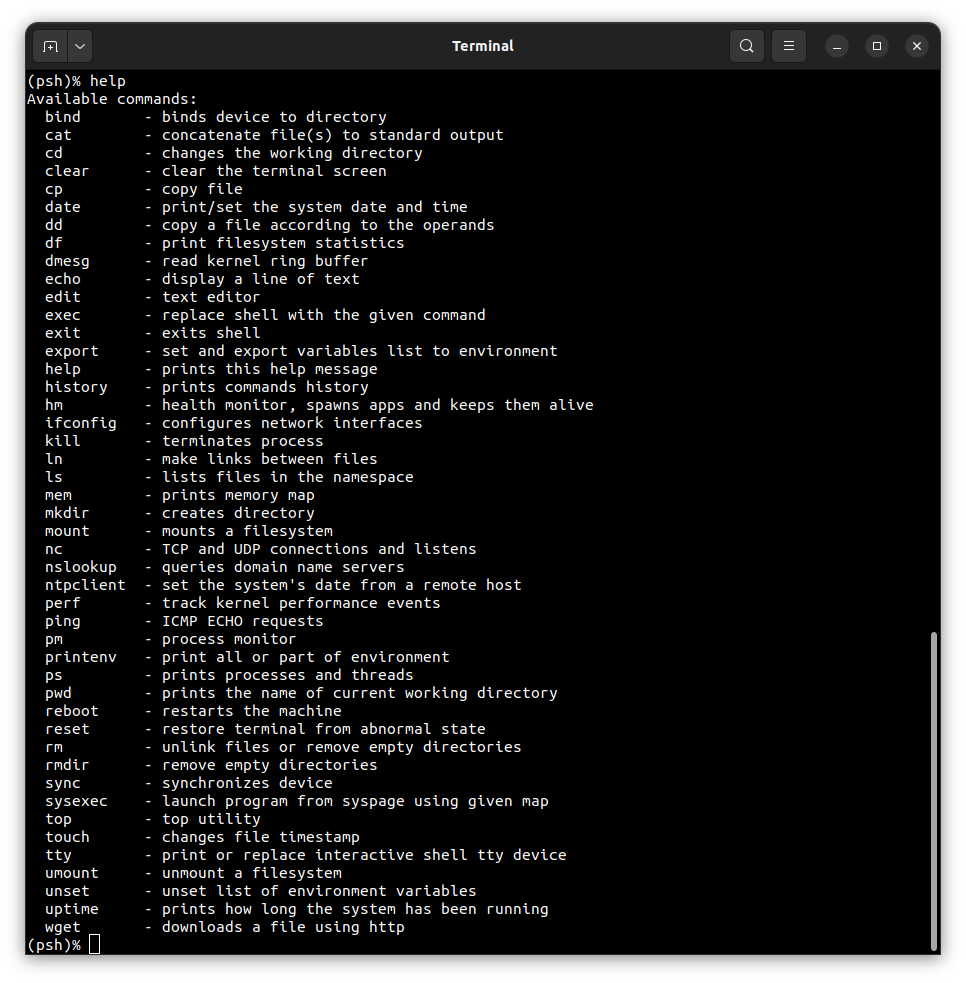 Terminal
(psh)% help
Available commands:
  bind       - binds device to directory
  cat        - concatenate file(s) to standard output
  cd         - changes the working directory
  clear      - clear the terminal screen
  cp         - copy file
  date       - print/set the system date and time
  dd         - copy a file according to the operands
  df         - print filesystem statistics
  dmesg      - read kernel ring buffer
  echo       - display a line of text
  edit       - text editor
  exec       - replace shell with the given command
  exit       - exits shell
  export     - set and export variables list to environment
  help       - prints this help message
  history    - prints commands history
  hm         - health monitor, spawns apps and keeps them alive
  ifconfig   - configures network interfaces
  kill       - terminates process
  ln         - make links between files
  ls         - lists files in the namespace
  mem        - prints memory map
  mkdir      - creates directory
  mount      - mounts a filesystem
  nc         - TCP and UDP connections and listens
  nslookup   - queries domain name servers
  ntpclient  - set the system's date from a remote host
  perf       - track kernel performance events
  ping       - ICMP ECHO requests
  pm         - process monitor
  printenv   - print all or part of environment
  ps         - prints processes and threads
  pwd        - prints the name of current working directory
  reboot     - restarts the machine
  reset      - restore terminal from abnormal state
  rm         - unlink files or remove empty directories
  rmdir      - remove empty directories
  sync       - synchronizes device
  sysexec    - launch program from syspage using given map
  top        - top utility
  touch      - changes file timestamp
  tty        - print or replace interactive shell tty device
  umount     - unmount a filesystem
  unset      - unset list of environment variables
  uptime     - prints how long the system has been running
  wget       - downloads a file using http
(psh)%